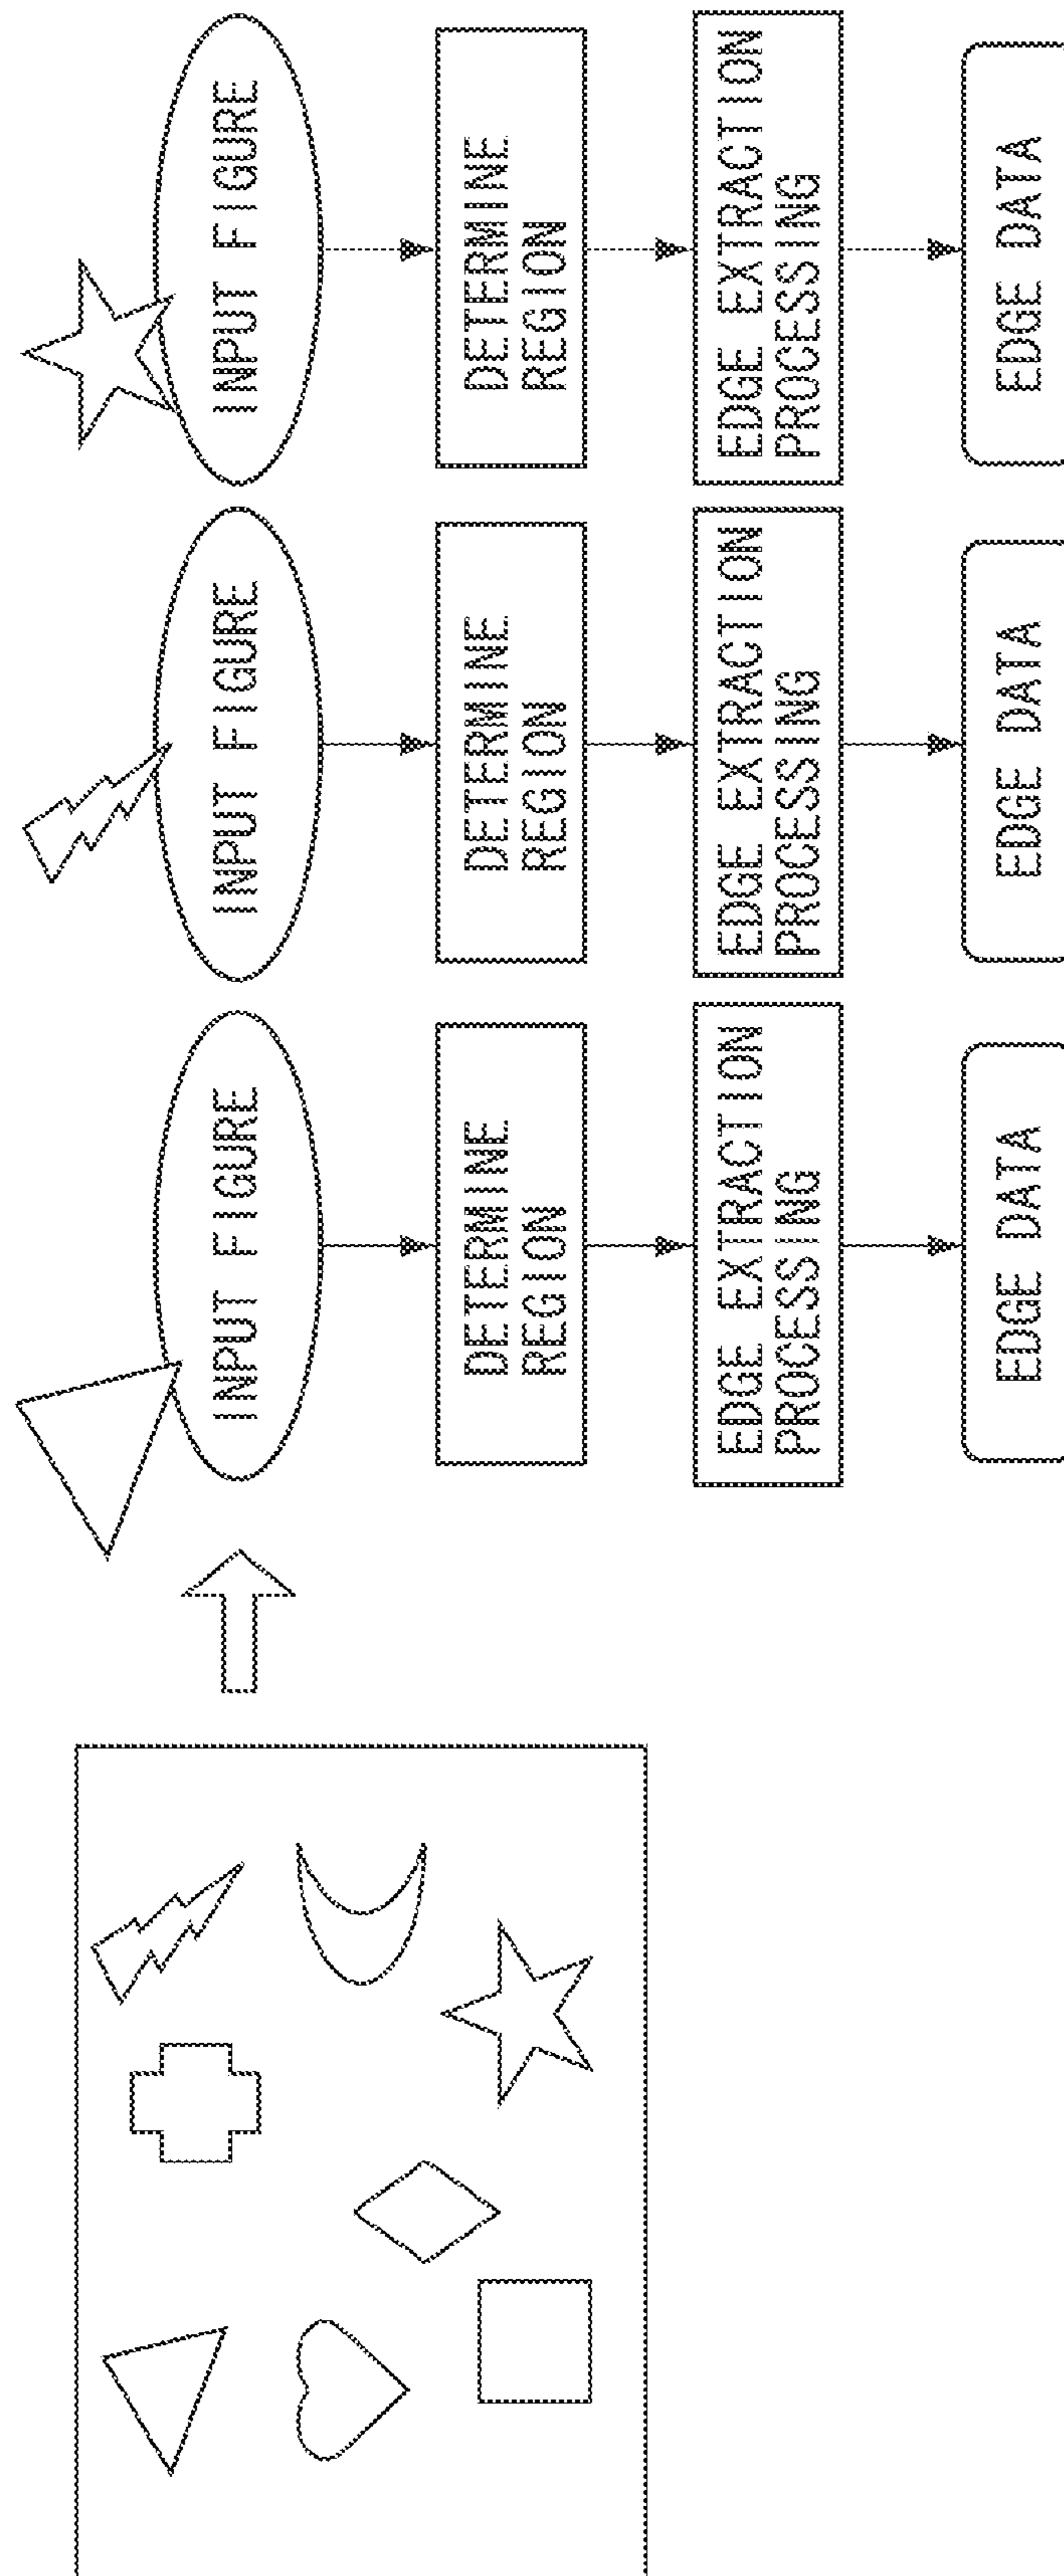 INPUT FIGURE
DETERMINE
REGION
EDGE EXTRACTION
PROCESSING
EDGE DATA
INPUT FIGURE
DETERMINE
REGION
EDGE EXTRACTION
PROCESSING
EDGE DATA
INPUT FIGURE
DETERMINE
REGION
EDGE EXTRACTION
PROCESSING
EDGE DATA